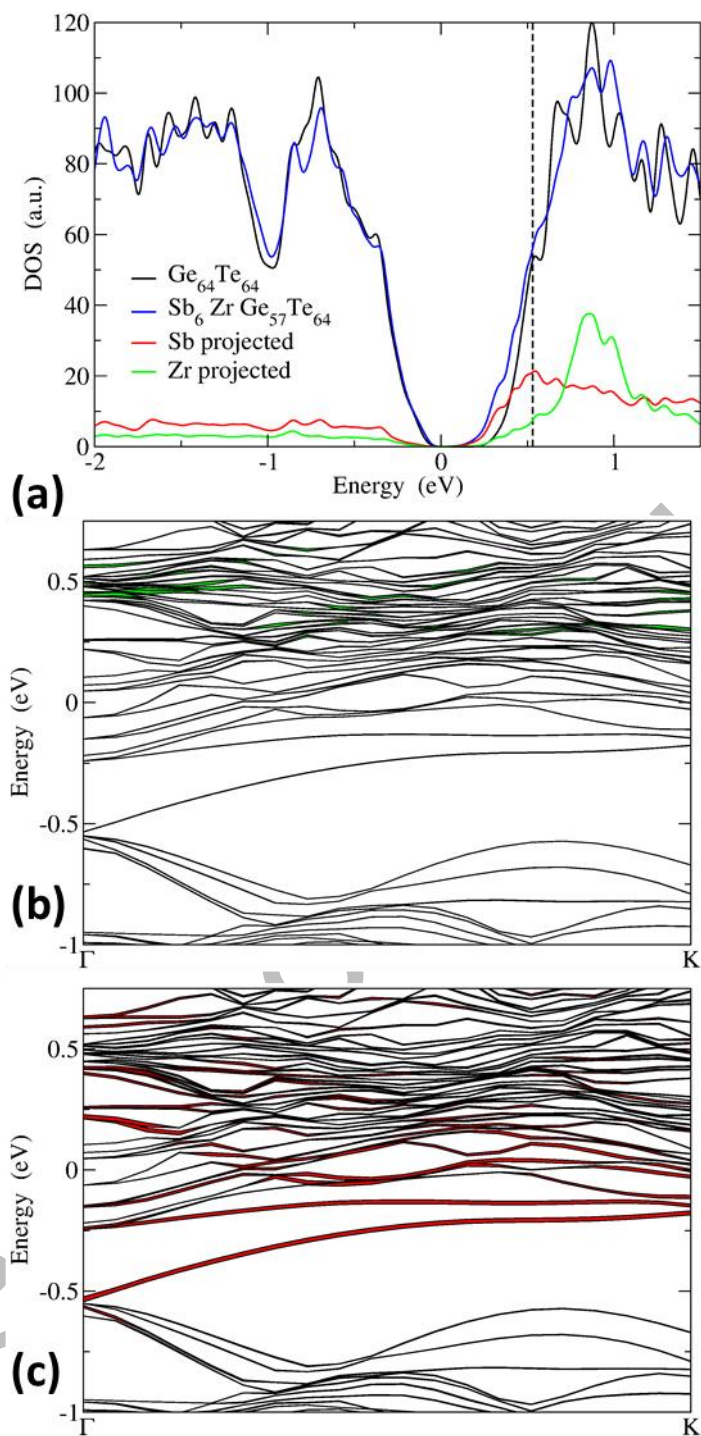 120
100
80
60
40
20
0
DOS (a.u.)
Ge64Te64
Sb6 Zr Ge57Te64
Sb projected
Zr projected
-2 -1 0 1
Energy (eV)
(a)
0.5
0
-0.5
-1
Energy (eV)
(b)
Γ K
0.5
0
-0.5
-1
Energy (eV)
(c)
Γ K